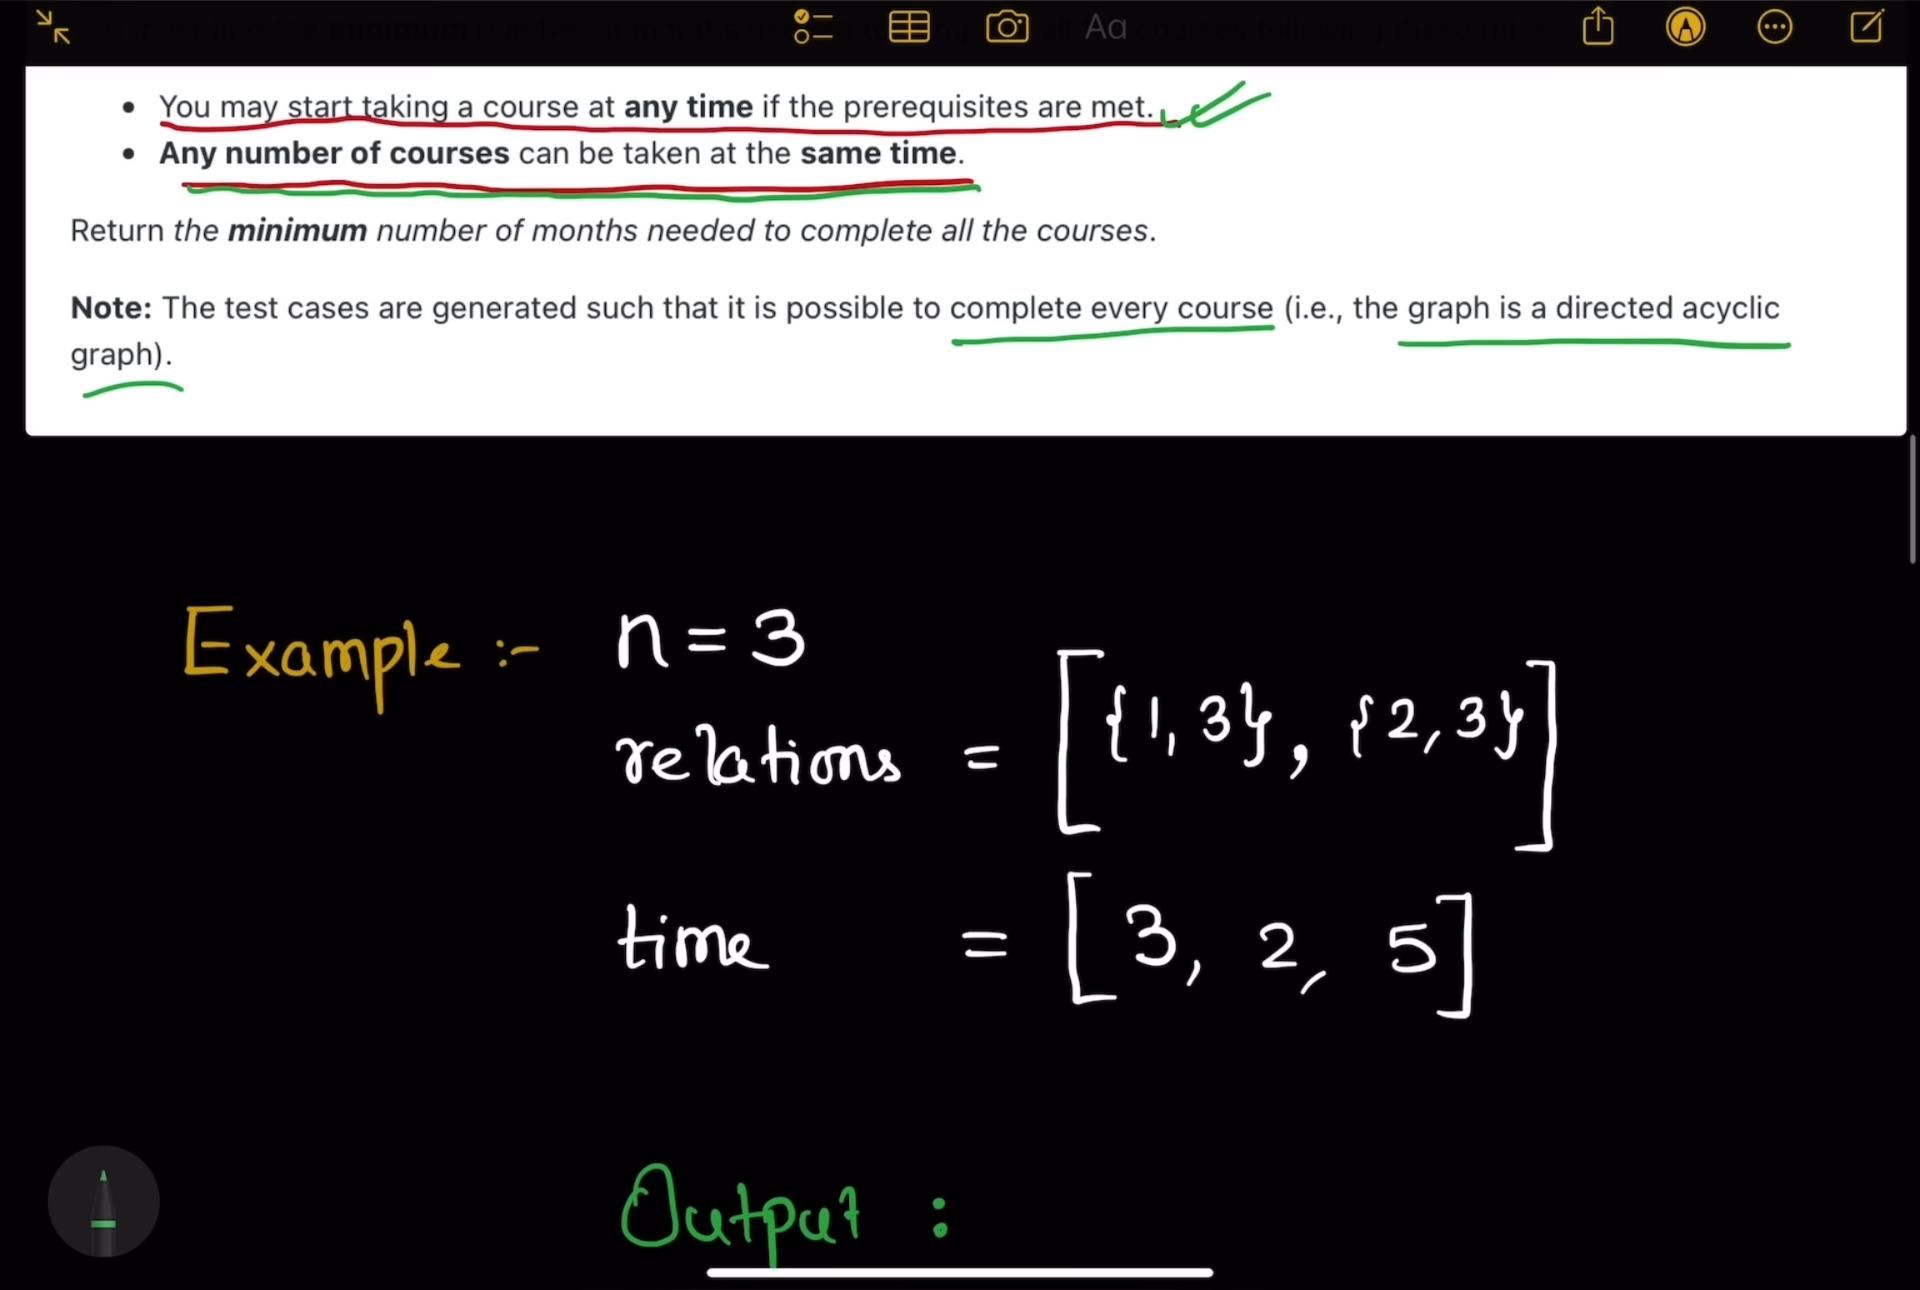 Aa
• You may start taking a course at any time if the prerequisites are met.
• Any number of courses can be taken at the same time.
Return the minimum number of months needed to complete all the courses.
Note: The test cases are generated such that it is possible to complete every course (i.e., the graph is a directed acyclic
graph).
Example :- n = 3
relations = [{1, 3}, {2, 3}]
time = [3, 2, 5]
Output :